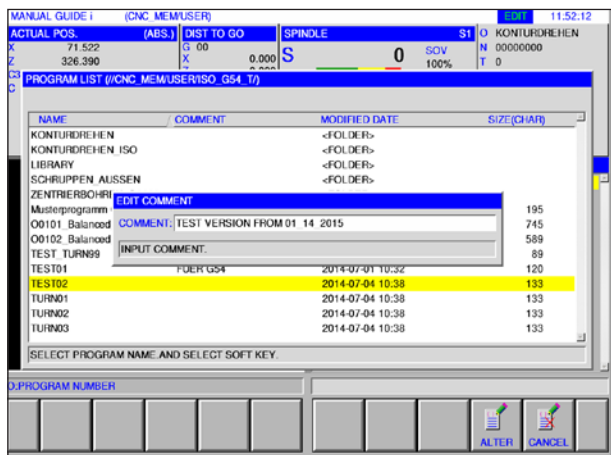 MANUAL GUIDE i (CNC_MEM/USER) EDIT 11:52.12
ACTUAL POS. (ABS.) DIST TO GO SPINDLE S1 O KONTURDREHEN
X 71.522 G 00 S 0 SOV N 00000000
Z 326.390 X 0.000 100% T 0
C3
C
PROGRAM LIST (//CNC_MEM/USER/ISO_G54_T/)
NAME COMMENT MODIFIED DATE SIZE(CHAR)
KONTURDREHEN <FOLDER>
KONTURDREHEN_ISO <FOLDER>
LIBRARY <FOLDER>
SCHRUPPEN_AUSSEN <FOLDER>
ZENTRIERBOHR
Musterprogramm 195
O0101_Balanced 745
O0102_Balanced 589
TEST_TURN99 89
EDIT COMMENT
COMMENT: TEST VERSION FROM 01_14_2015
INPUT COMMENT.
TEST01 FUER G54 2014-07-01 10:32 120
TEST02 2014-07-04 10:38 133
TURN01 2014-07-04 10:38 133
TURN02 2014-07-04 10:38 133
TURN03 2014-07-04 10:38 133
SELECT PROGRAM NAME.AND SELECT SOFT KEY.
O:PROGRAM NUMBER
ALTER CANCEL